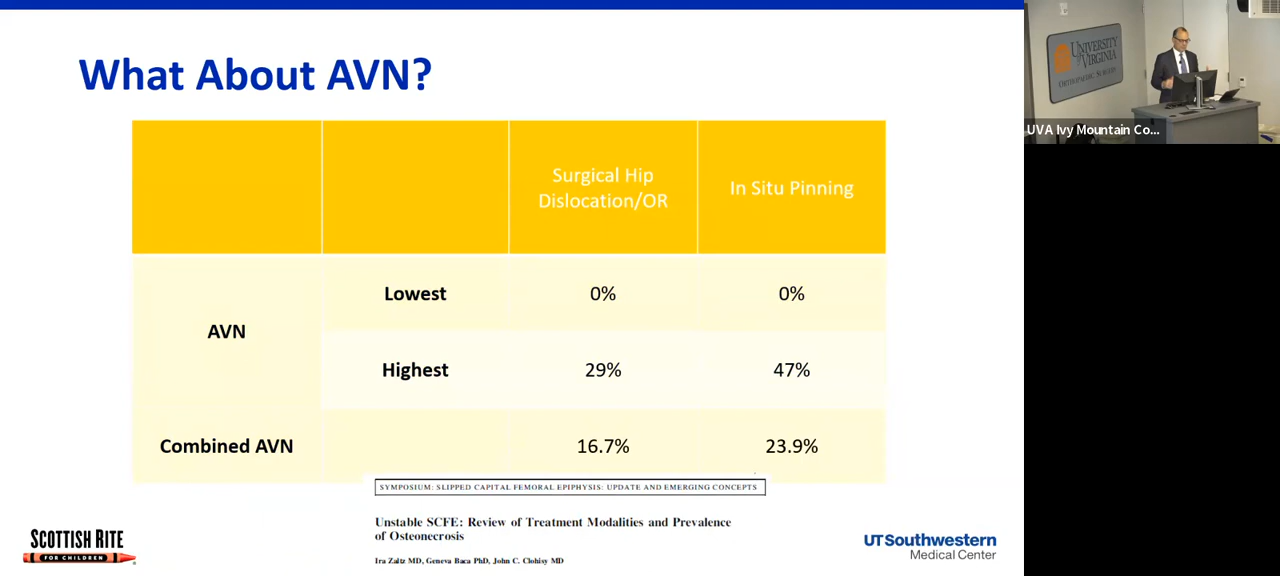 What About AVN?
Surgical Hip
Dislocation/OR
In Situ Pinning
AVN
Lowest
0%
0%
Highest
29%
47%
Combined AVN
16.7%
23.9%
SYMPOSIUM: SLIPPED CAPITAL FEMORAL EPIPHYSIS: UPDATE AND EMERGING CONCEPTS
Unstable SCFE: Review of Treatment Modalities and Prevalence
of Osteonecrosis
Ira Zaltz MD, Geneva Baca PhD, John C. Clohisy MD
SCOTTISH RITE
FOR CHILDREN
UTSouthwestern
Medical Center
UNIVERSITY
of VIRGINIA
ORTHOPAEDIC SURGERY
UVA Ivy Mountain Co...